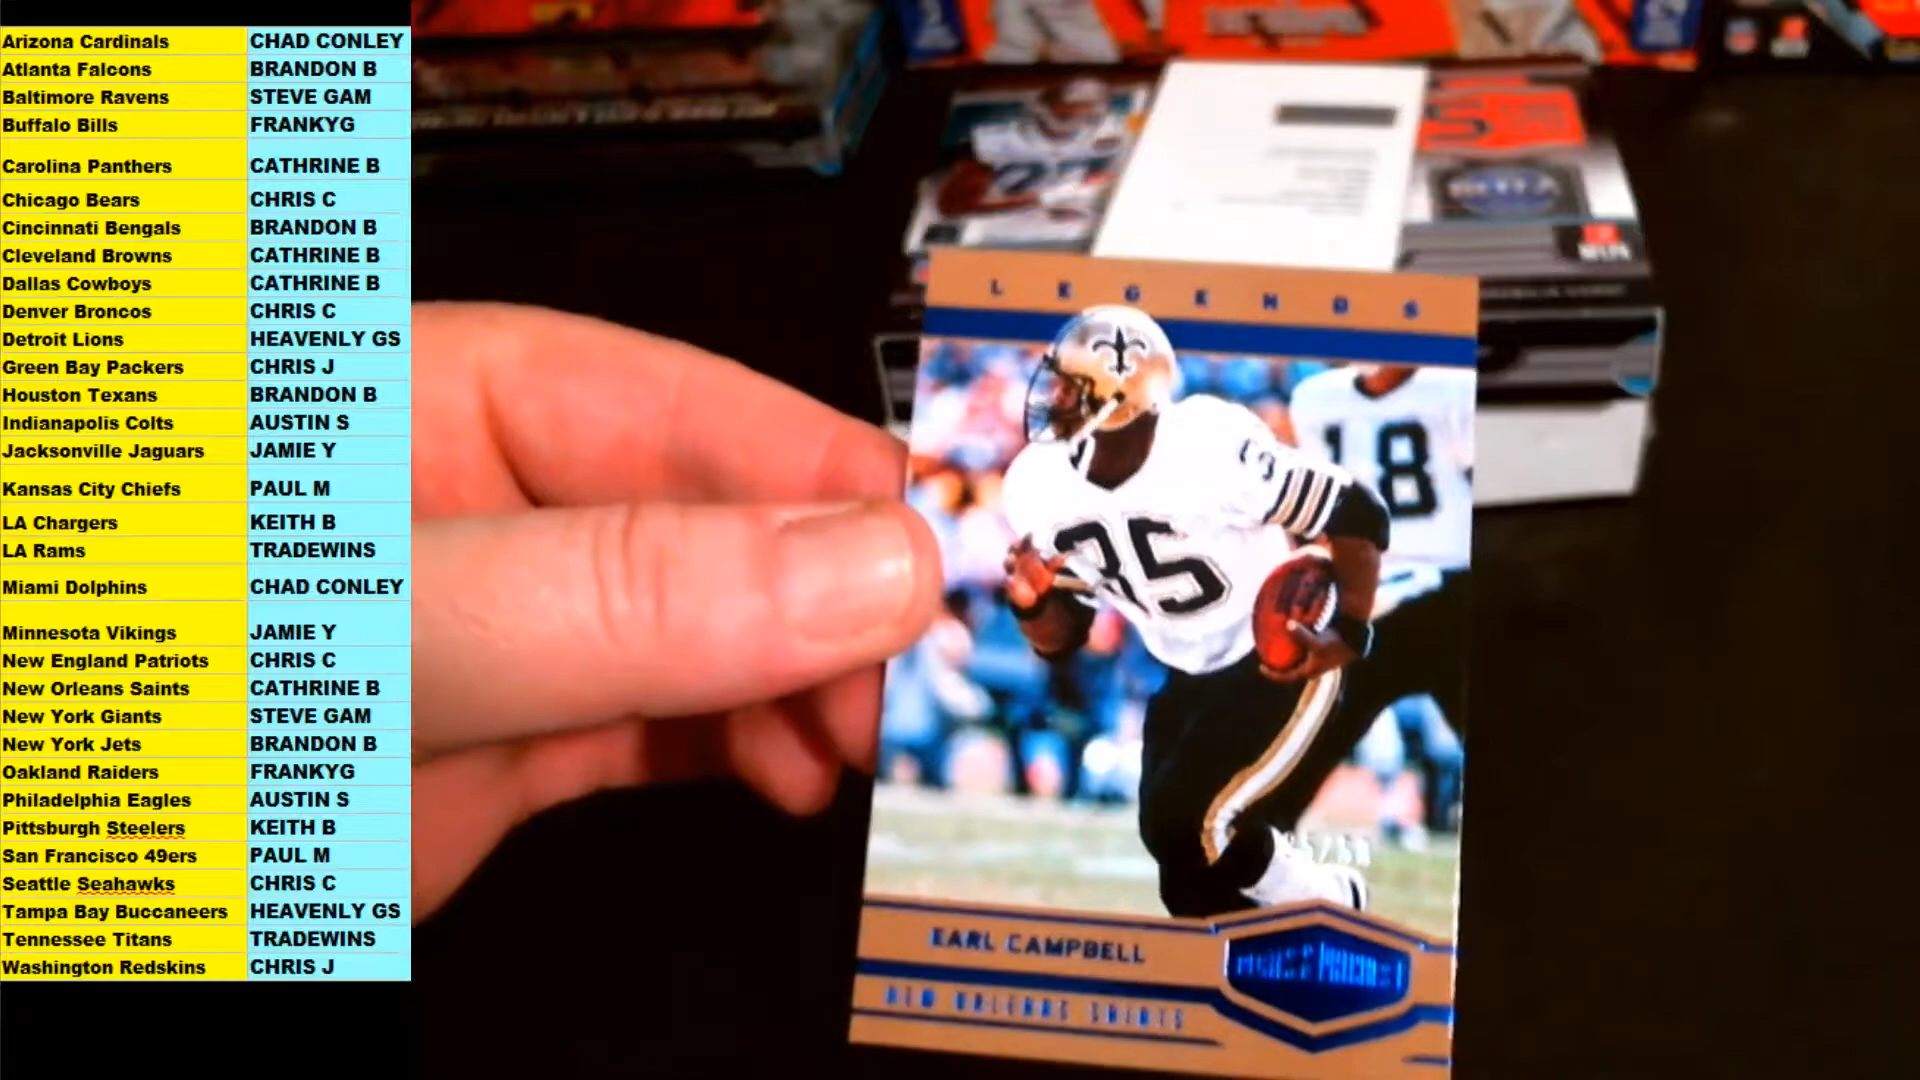 Arizona Cardinals CHAD CONLEY
Atlanta Falcons BRANDON B
Baltimore Ravens STEVE GAM
Buffalo Bills FRANKYG
Carolina Panthers CATHRINE B
Chicago Bears CHRIS C
Cincinnati Bengals BRANDON B
Cleveland Browns CATHRINE B
Dallas Cowboys CATHRINE B
Denver Broncos CHRIS C
Detroit Lions HEAVENLY GS
Green Bay Packers CHRIS J
Houston Texans BRANDON B
Indianapolis Colts AUSTIN S
Jacksonville Jaguars JAMIE Y
Kansas City Chiefs PAUL M
LA Chargers KEITH B
LA Rams TRADEWINS
Miami Dolphins CHAD CONLEY
Minnesota Vikings JAMIE Y
New England Patriots CHRIS C
New Orleans Saints CATHRINE B
New York Giants STEVE GAM
New York Jets BRANDON B
Oakland Raiders FRANKYG
Philadelphia Eagles AUSTIN S
Pittsburgh Steelers KEITH B
San Francisco 49ers PAUL M
Seattle Seahawks CHRIS C
Tampa Bay Buccaneers HEAVENLY GS
Tennessee Titans TRADEWINS
Washington Redskins CHRIS J
LEGENDS
18
35
EARL CAMPBELL
NEW ORLEANS SAINTS